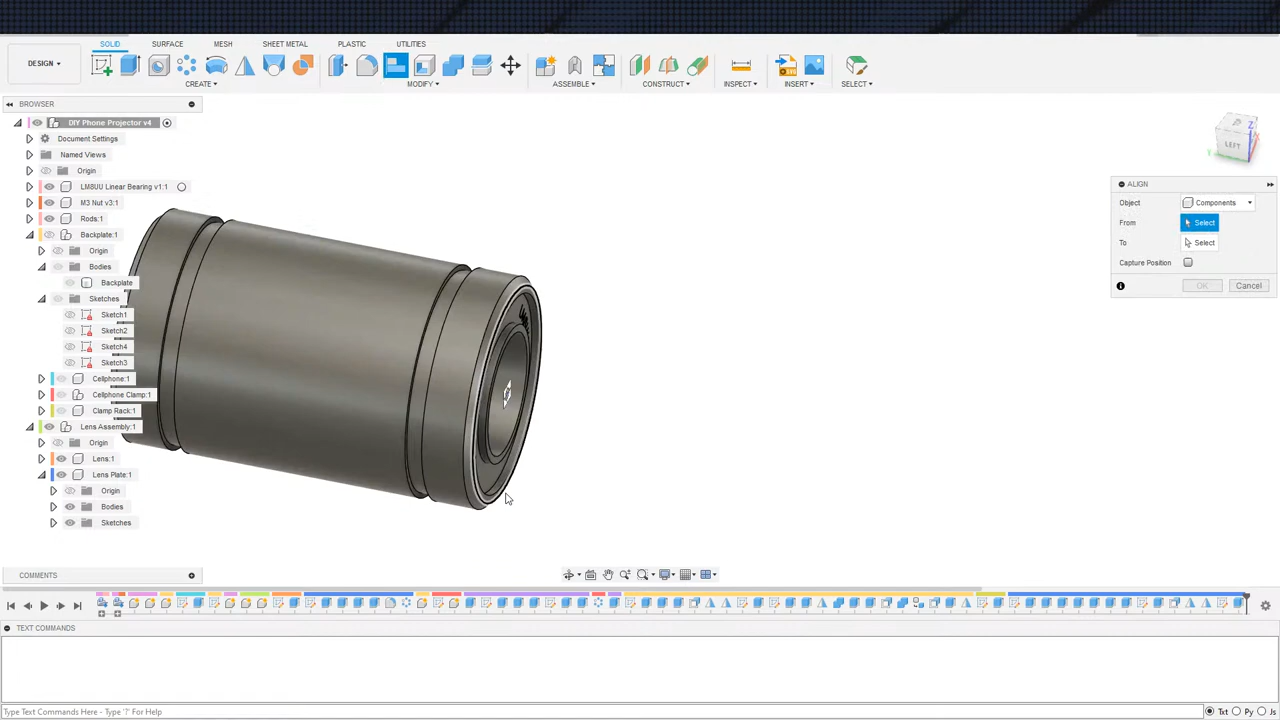 SOLID SURFACE MESH SHEET METAL PLASTIC UTILITIES
DESIGN
CREATE MODIFY ASSEMBLE CONSTRUCT INSPECT INSERT SELECT
BROWSER
DIY Phone Projector v4
Document Settings
Named Views
Origin
LM8UU Linear Bearing v1:1
M3 Nut v3:1
Rods:1
Backplate:1
Origin
Bodies
Backplate
Sketches
Sketch1
Sketch2
Sketch4
Sketch3
Cellphone:1
Cellphone Clamp:1
Clamp Rack:1
Lens Assembly:1
Origin
Lens:1
Lens Plate:1
Origin
Bodies
Sketches
LEFT
Z
ALIGN
Object Components
From Select
To Select
Capture Position
OK Cancel
COMMENTS
TEXT COMMANDS
Type Text Commands Here - Type '?' For Help
Txt Py Js